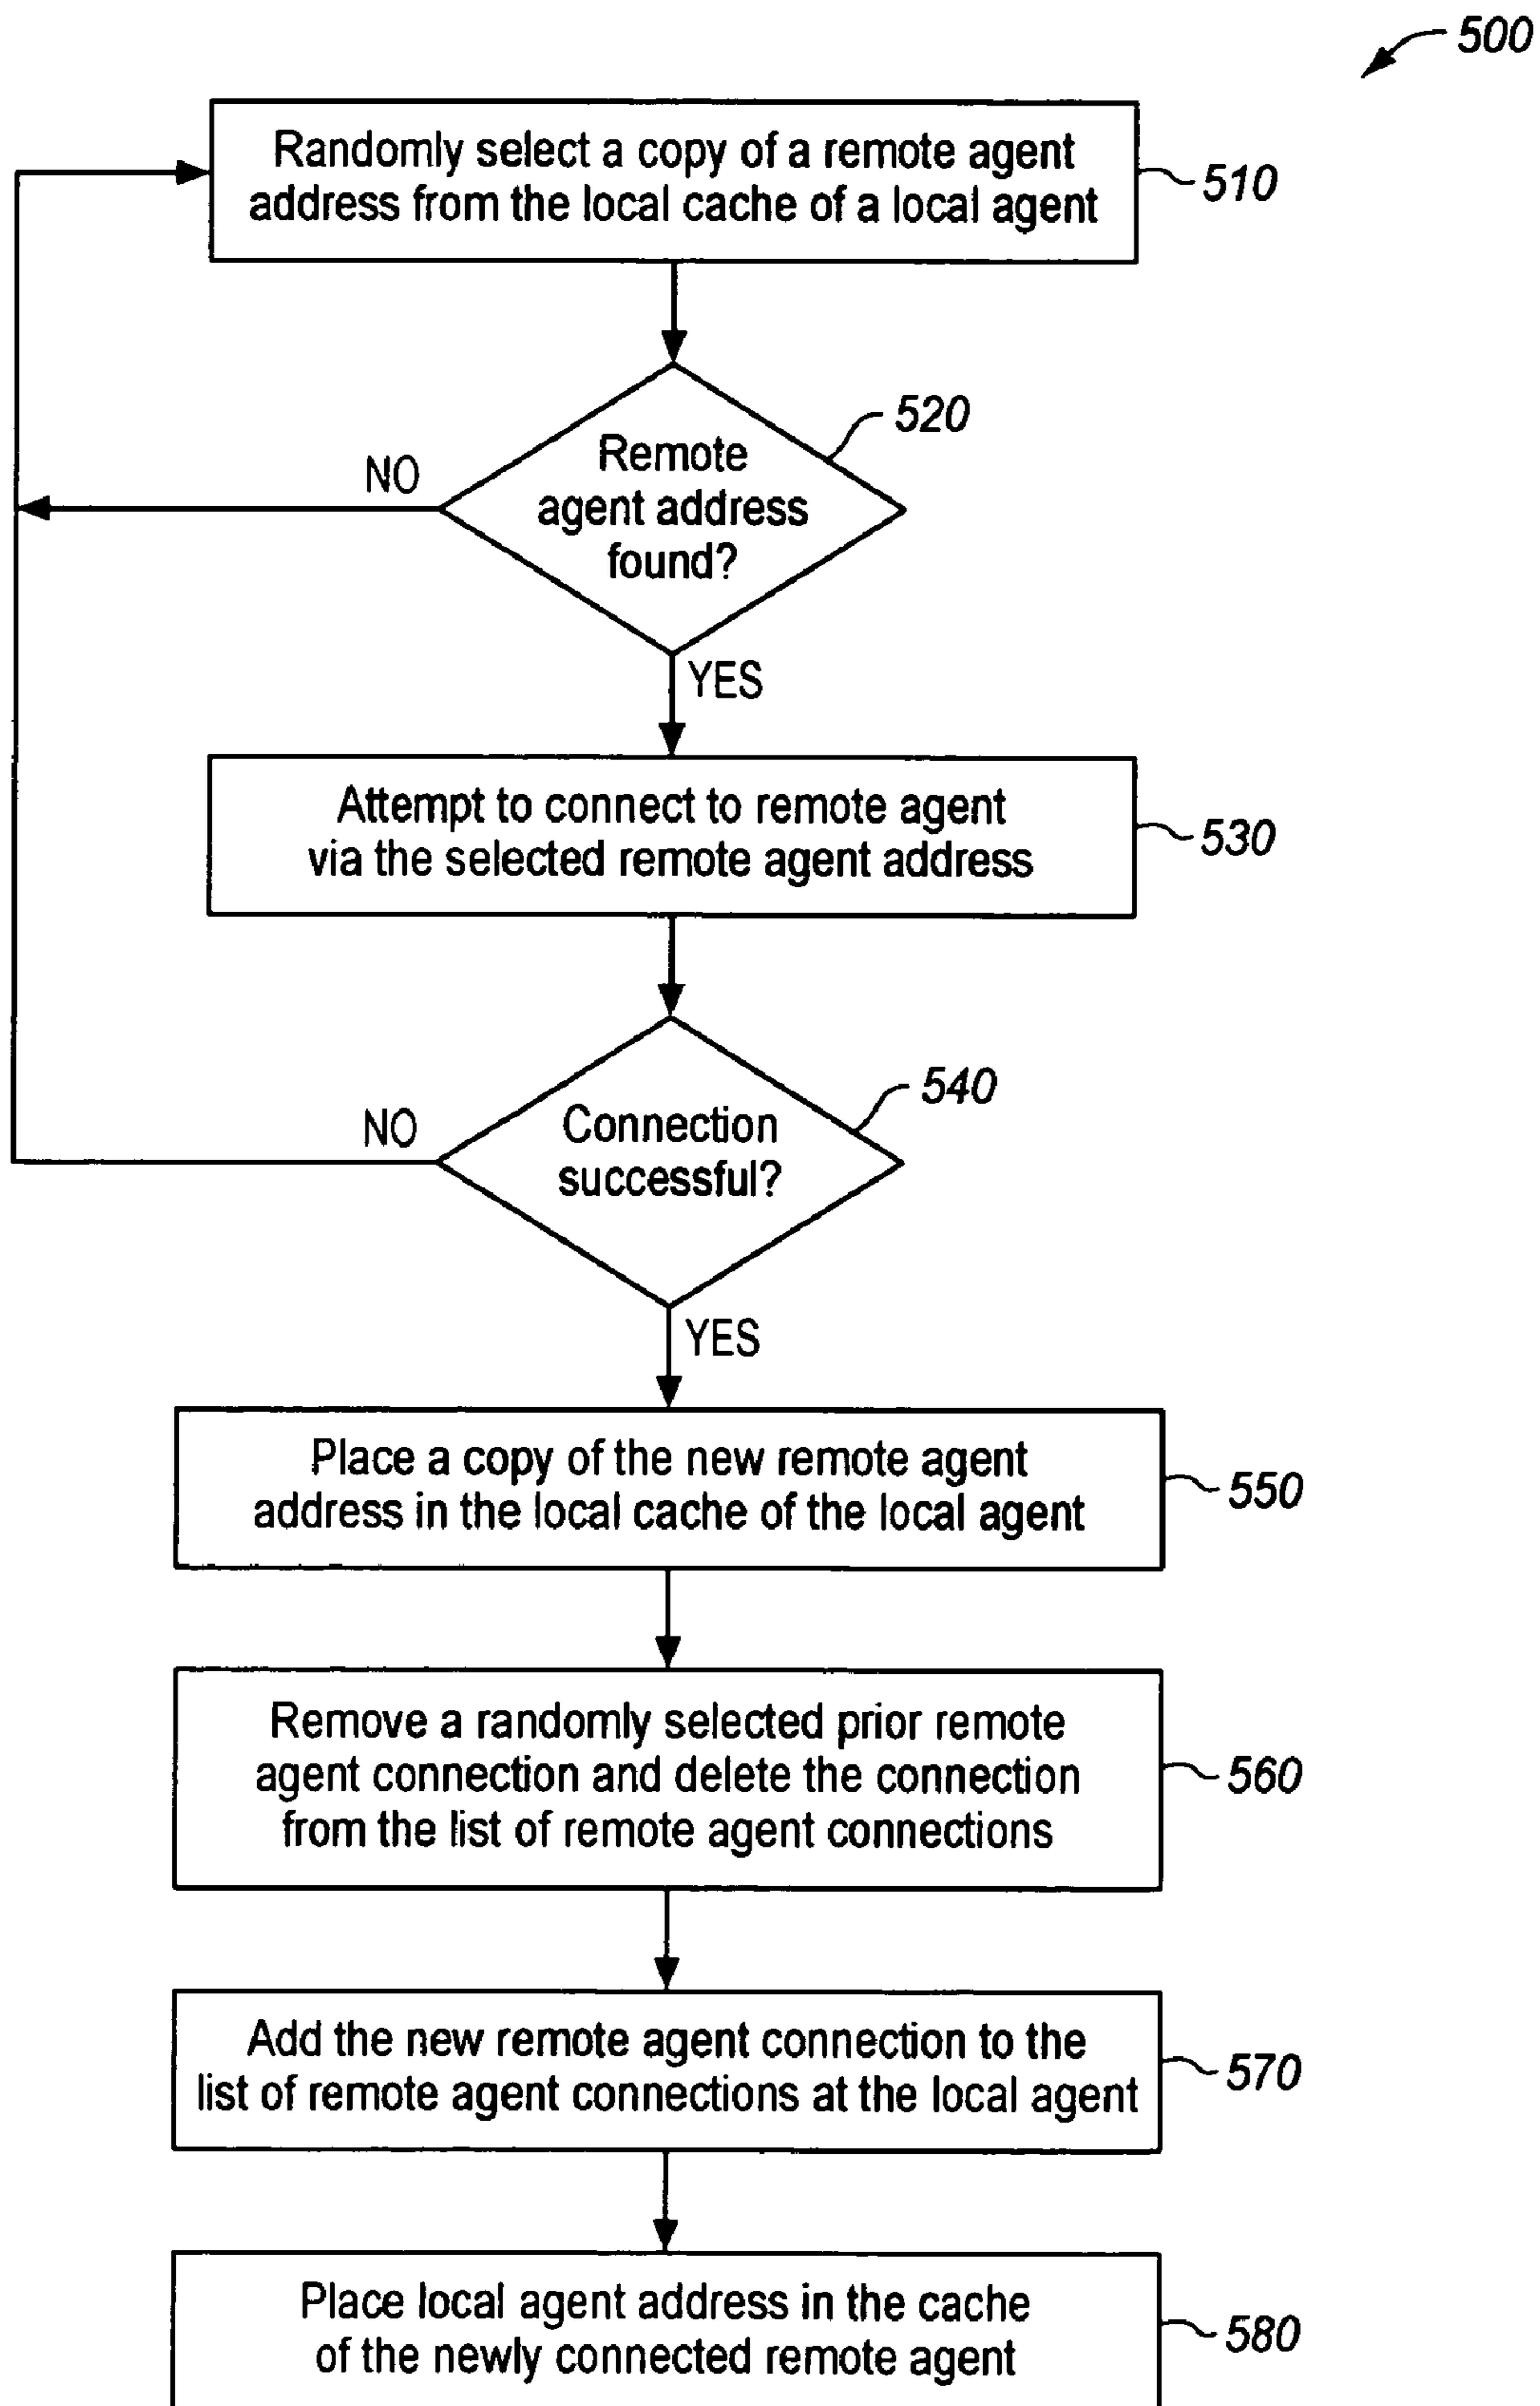 500
Randomly select a copy of a remote agent
address from the local cache of a local agent
510
520
Remote
agent address
found?
NO
YES
Attempt to connect to remote agent
via the selected remote agent address
530
540
Connection
successful?
NO
YES
Place a copy of the new remote agent
address in the local cache of the local agent
550
Remove a randomly selected prior remote
agent connection and delete the connection
from the list of remote agent connections
560
Add the new remote agent connection to the
list of remote agent connections at the local agent
570
Place local agent address in the cache
of the newly connected remote agent
580